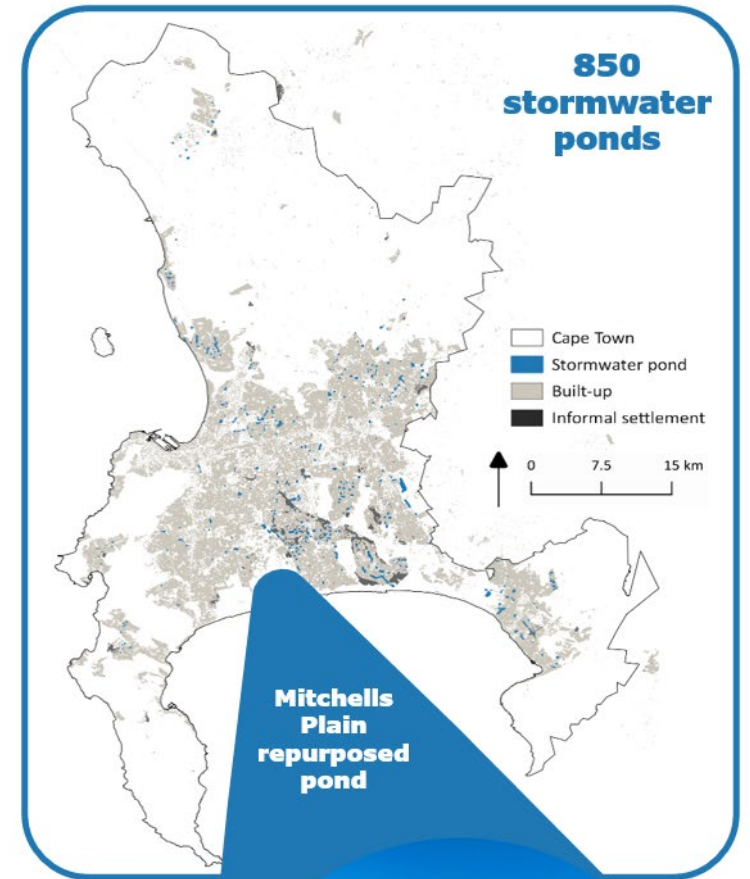 850
stormwater
ponds
Cape Town
Stormwater pond
Built-up
Informal settlement
0 7.5 15 km
Mitchells
Plain
repurposed
pond